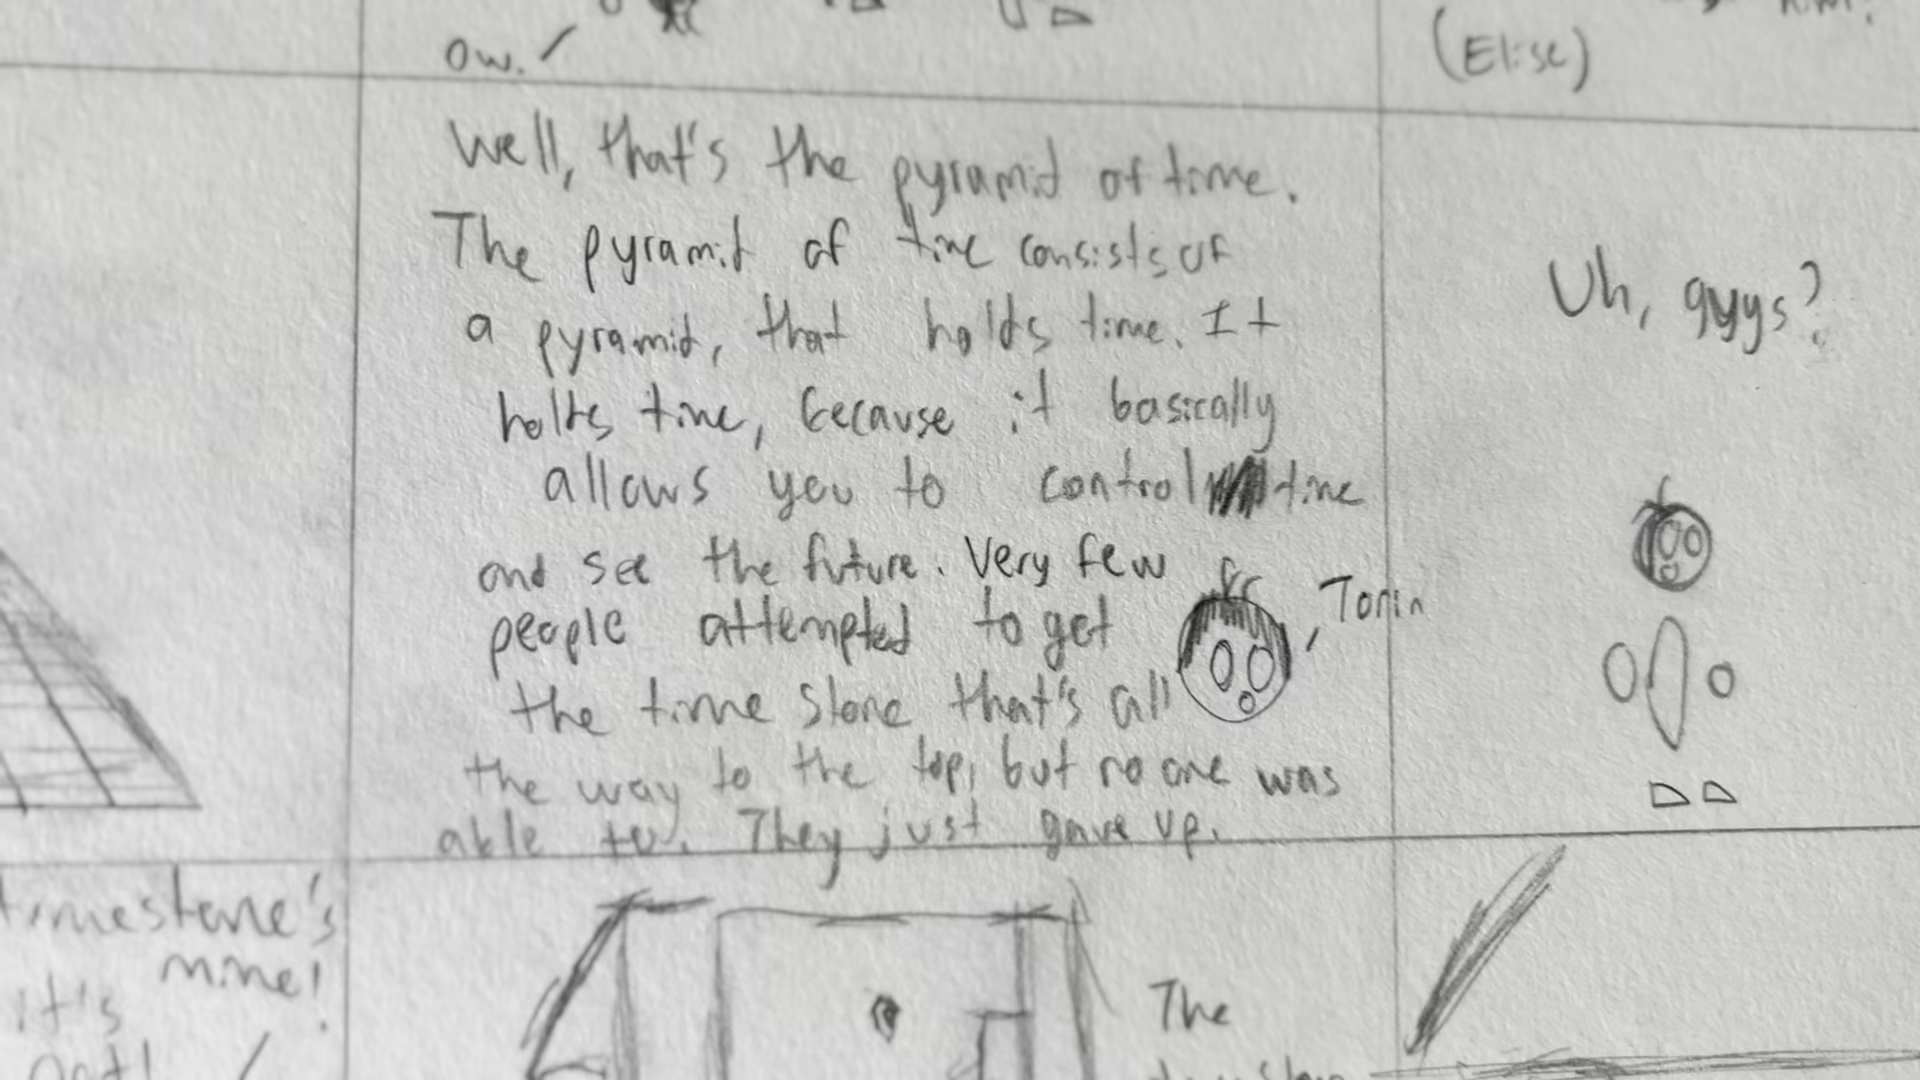 ow.
(Elise)
Well, that's the pyramid of time.
The pyramid of time consists of
a pyramid, that holds time. It
holds time, because it basically
allows you to control time
and see the future. Very few
people attempted to get
the time stone that's all
the way to the top, but no one was
able to. They just gave up.
, Tonin
Uh, guys?
timestone's
mine!
it's
The